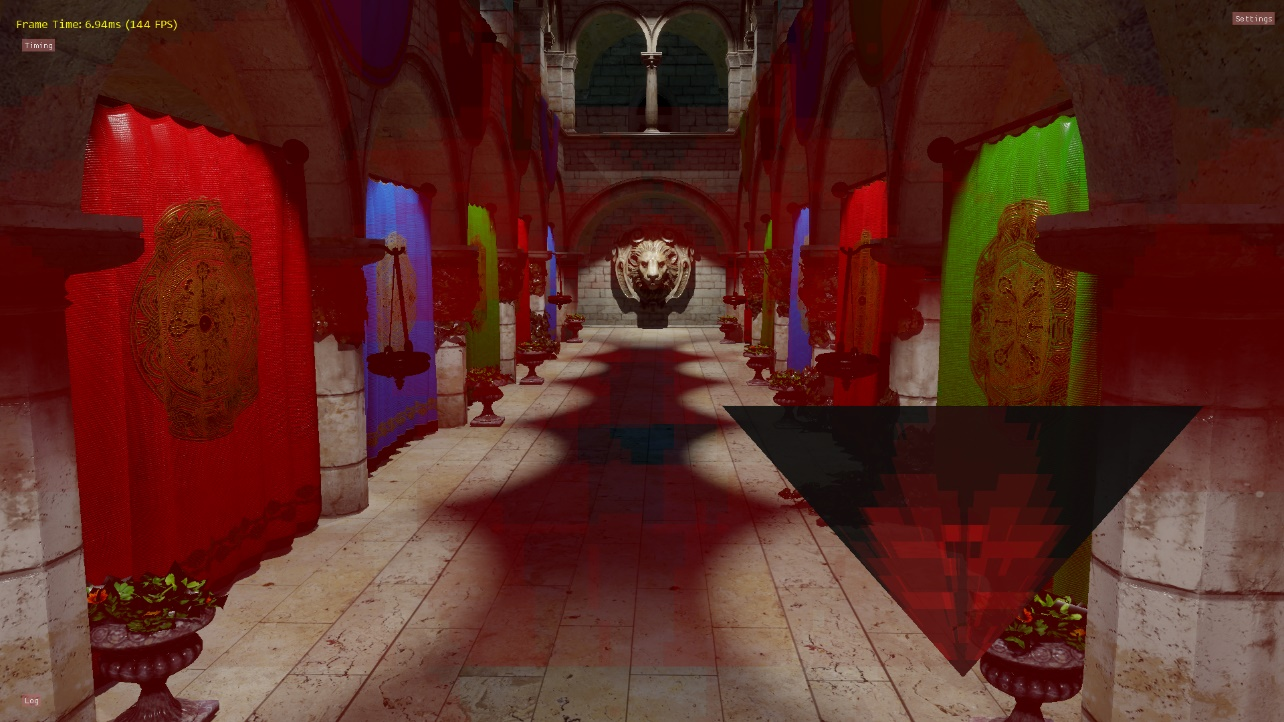 Frame Time: 6.94ms (144 FPS)
Settings
Timing
Log